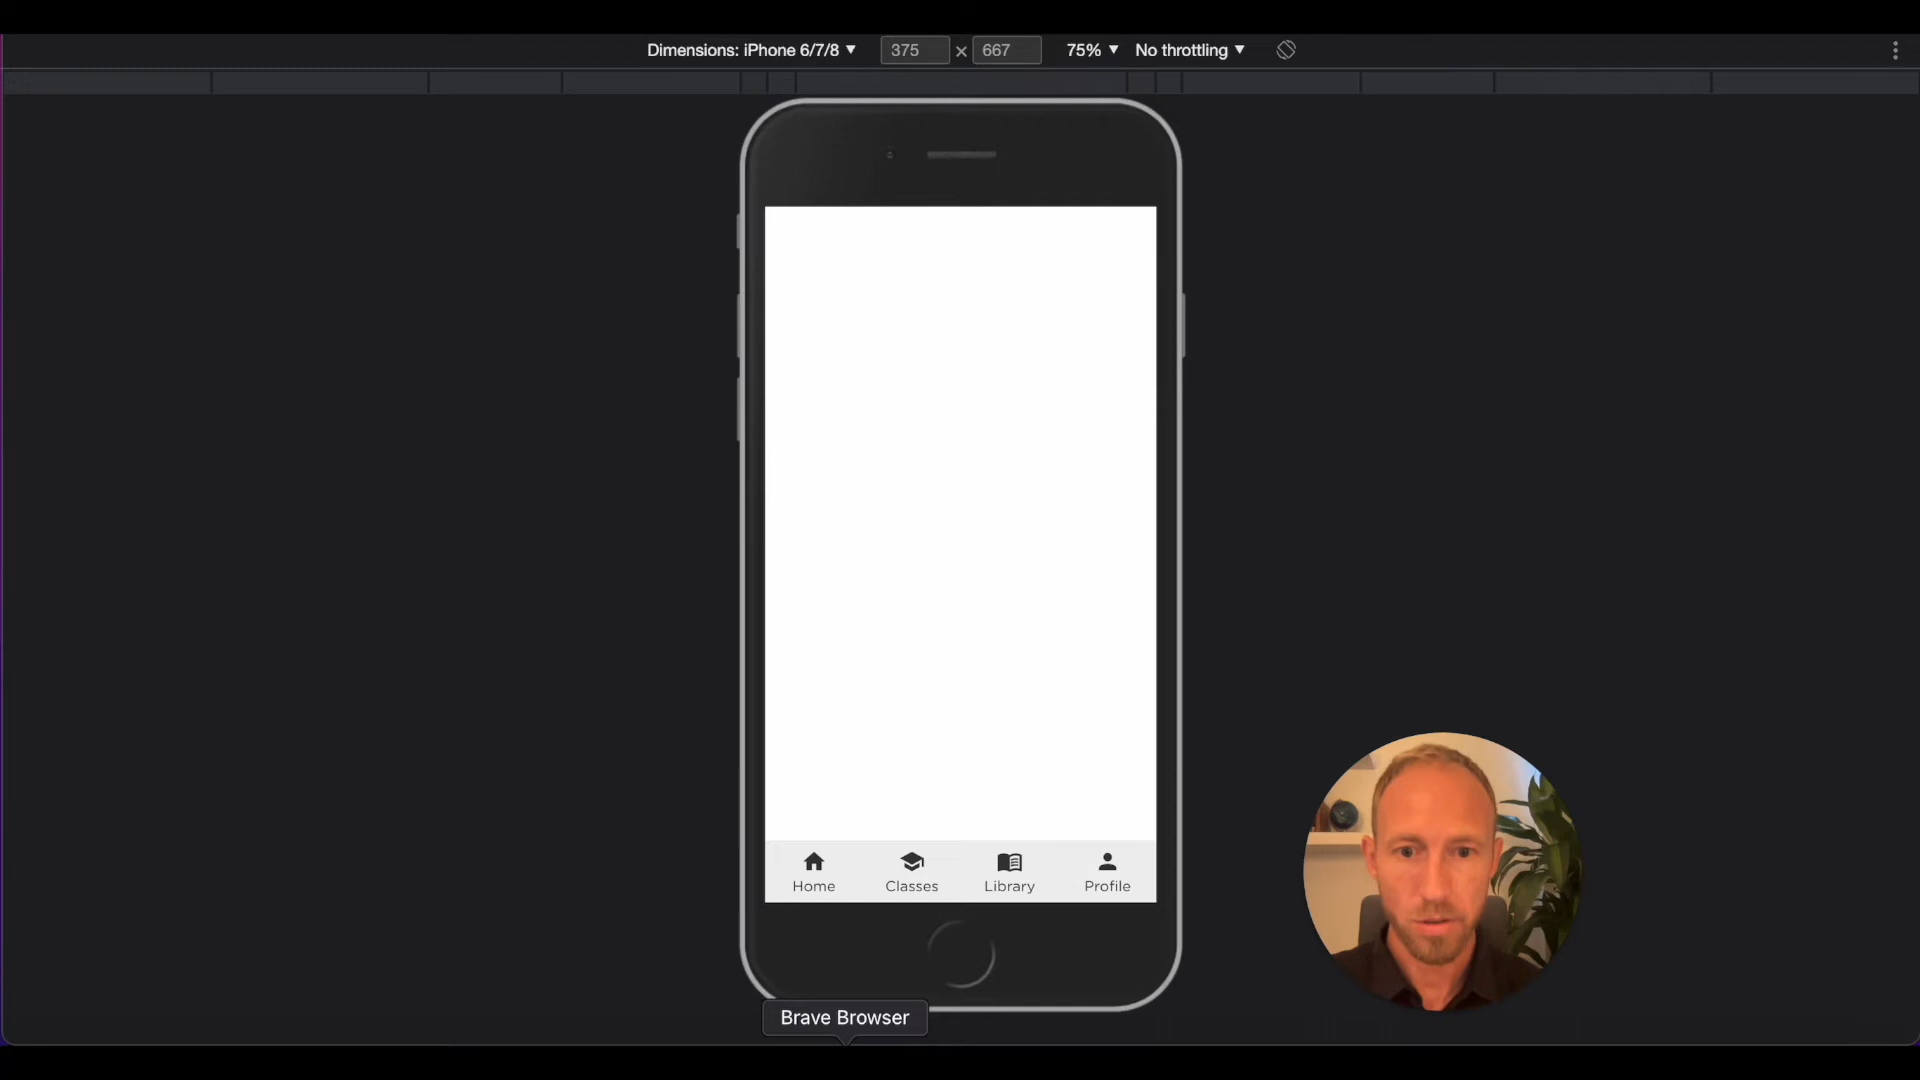 Dimensions: iPhone 6/7/8 ▼ 375 × 667 75% ▼ No throttling ▼
Home Classes Library Profile
Brave Browser